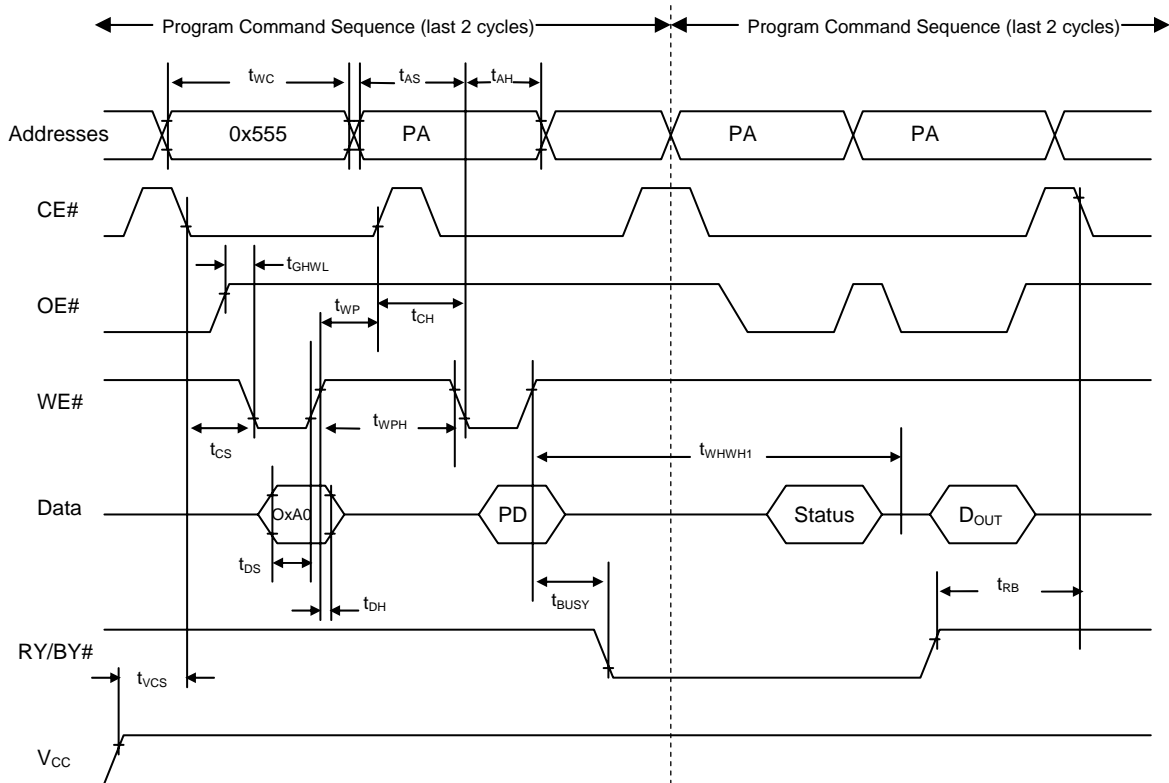 Program Command Sequence (last 2 cycles) Program Command Sequence (last 2 cycles)
tWC tAS tAH
Addresses 0x555 PA PA PA
CE#
tGHWL
OE# tWP tCH
WE#
tCS tWPH tWHWH1
Data OxA0 PD Status DOUT
tDS tDH tBUSY tRB
RY/BY#
tVCS
VCC